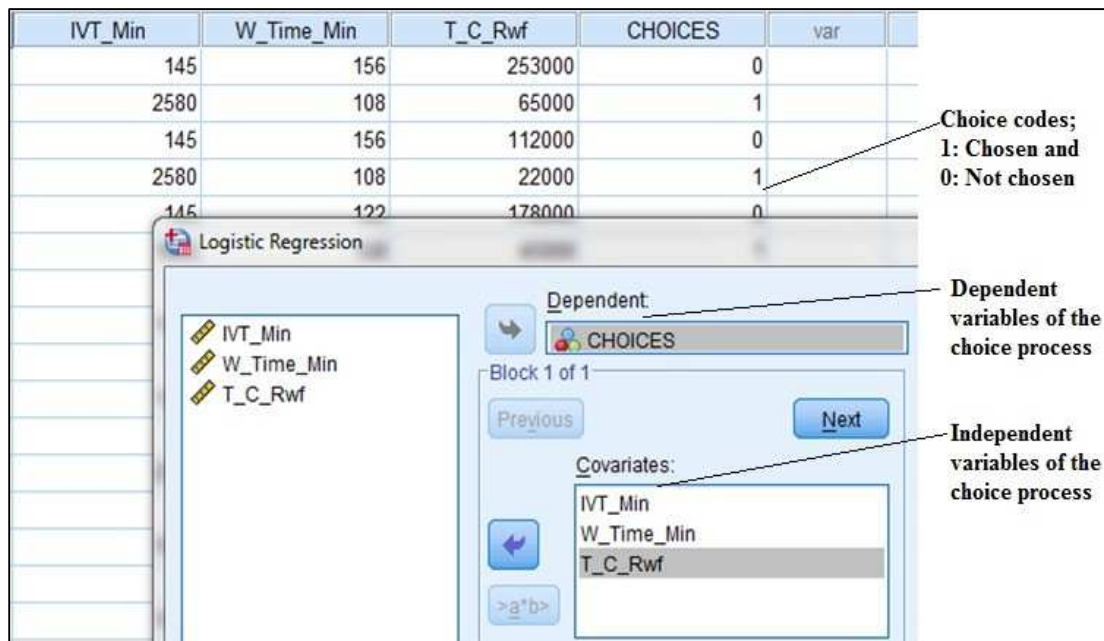 IVT_Min W_Time_Min T_C_Rwf CHOICES var
145 156 253000 0
2580 108 65000 1
145 156 112000 0
2580 108 22000 1
145 122 178000 0
Choice codes;
1: Chosen and
0: Not chosen
Logistic Regression
IVT_Min
W_Time_Min
T_C_Rwf
Dependent:
CHOICES
Dependent
variables of the
choice process
Block 1 of 1
Previous Next
Covariates:
IVT_Min
W_Time_Min
T_C_Rwf
Independent
variables of the
choice process
>a*b>